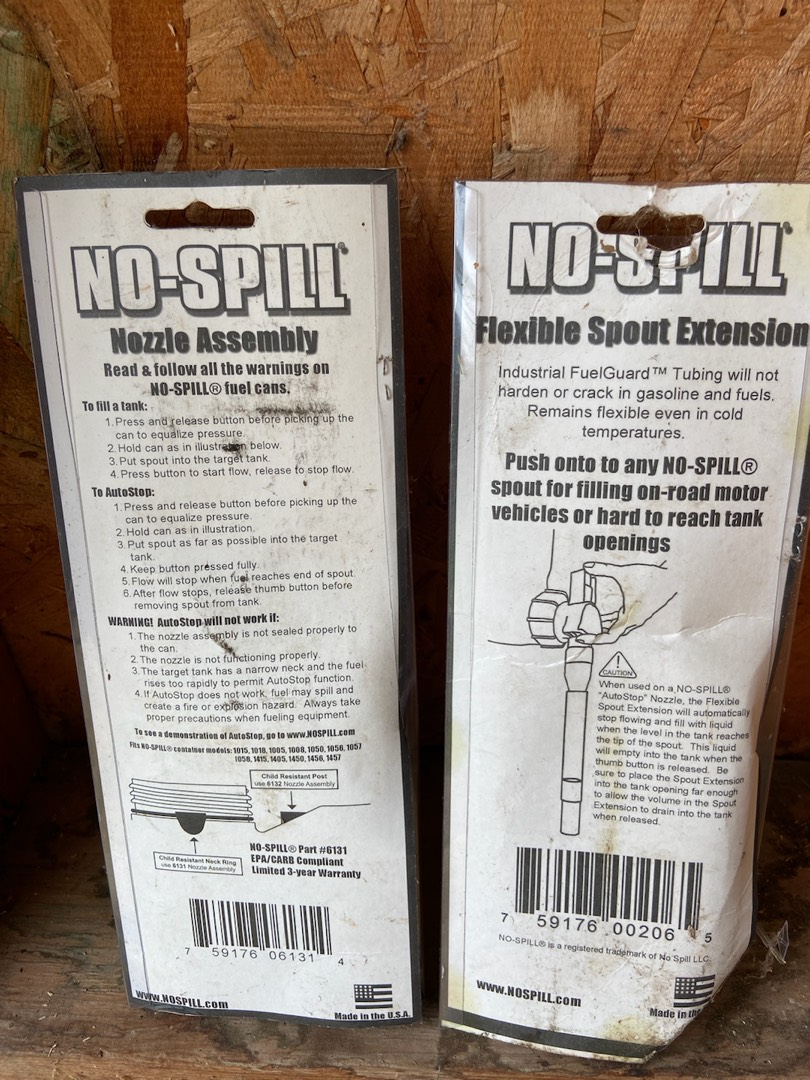 NO-SPILL®
Nozzle Assembly
Read & follow all the warnings on
NO-SPILL® fuel cans.
To fill a tank:
1. Press and release button before picking up the
can to equalize pressure.
2. Hold can as in illustration below.
3. Put spout into the target tank.
4. Press button to start flow, release to stop flow.
To AutoStop:
1. Press and release button before picking up the
can to equalize pressure.
2. Hold can as in illustration.
3. Put spout as far as possible into the target
tank.
4. Keep button pressed fully.
5. Flow will stop when fuel reaches end of spout.
6. After flow stops, release thumb button before
removing spout from tank.
WARNING! AutoStop will not work if:
1. The nozzle assembly is not sealed properly to
the can.
2. The nozzle is not functioning properly.
3. The target tank has a narrow neck and the fuel
rises too rapidly to permit AutoStop function.
4. If AutoStop does not work, fuel may spill and
create a fire or explosion hazard. Always take
proper precautions when fueling equipment.
To see a demonstration of AutoStop, go to www.NOSPILL.com
Fits NO-SPILL® container models: 1015, 1018, 1005, 1008, 1050, 1056, 1057
1058, 1415, 1405, 1450, 1456, 1457
Child Resistant Post
use 6132 Nozzle Assembly
Child Resistant Neck Ring
use 6131 Nozzle Assembly
NO-SPILL® Part #6131
EPA/CARB Compliant
Limited 3-year Warranty
7 59176 06131 4
www.NOSPILL.com
Made in the U.S.A.
NO-SPILL®
Flexible Spout Extension
Industrial FuelGuard™ Tubing will not
harden or crack in gasoline and fuels.
Remains flexible even in cold
temperatures.
Push onto to any NO-SPILL®
spout for filling on-road motor
vehicles or hard to reach tank
openings
CAUTION
When used on a NO-SPILL®
"AutoStop" Nozzle, the Flexible
Spout Extension will automatically
stop flowing and fill with liquid
when the level in the tank reaches
the tip of the spout. This liquid
will empty into the tank when the
thumb button is released. Be
sure to place the Spout Extension
into the tank opening far enough
to allow the volume in the Spout
Extension to drain into the tank
when released.
7 59176 00206 5
NO-SPILL® is a registered trademark of No Spill LLC.
www.NOSPILL.com
Made in